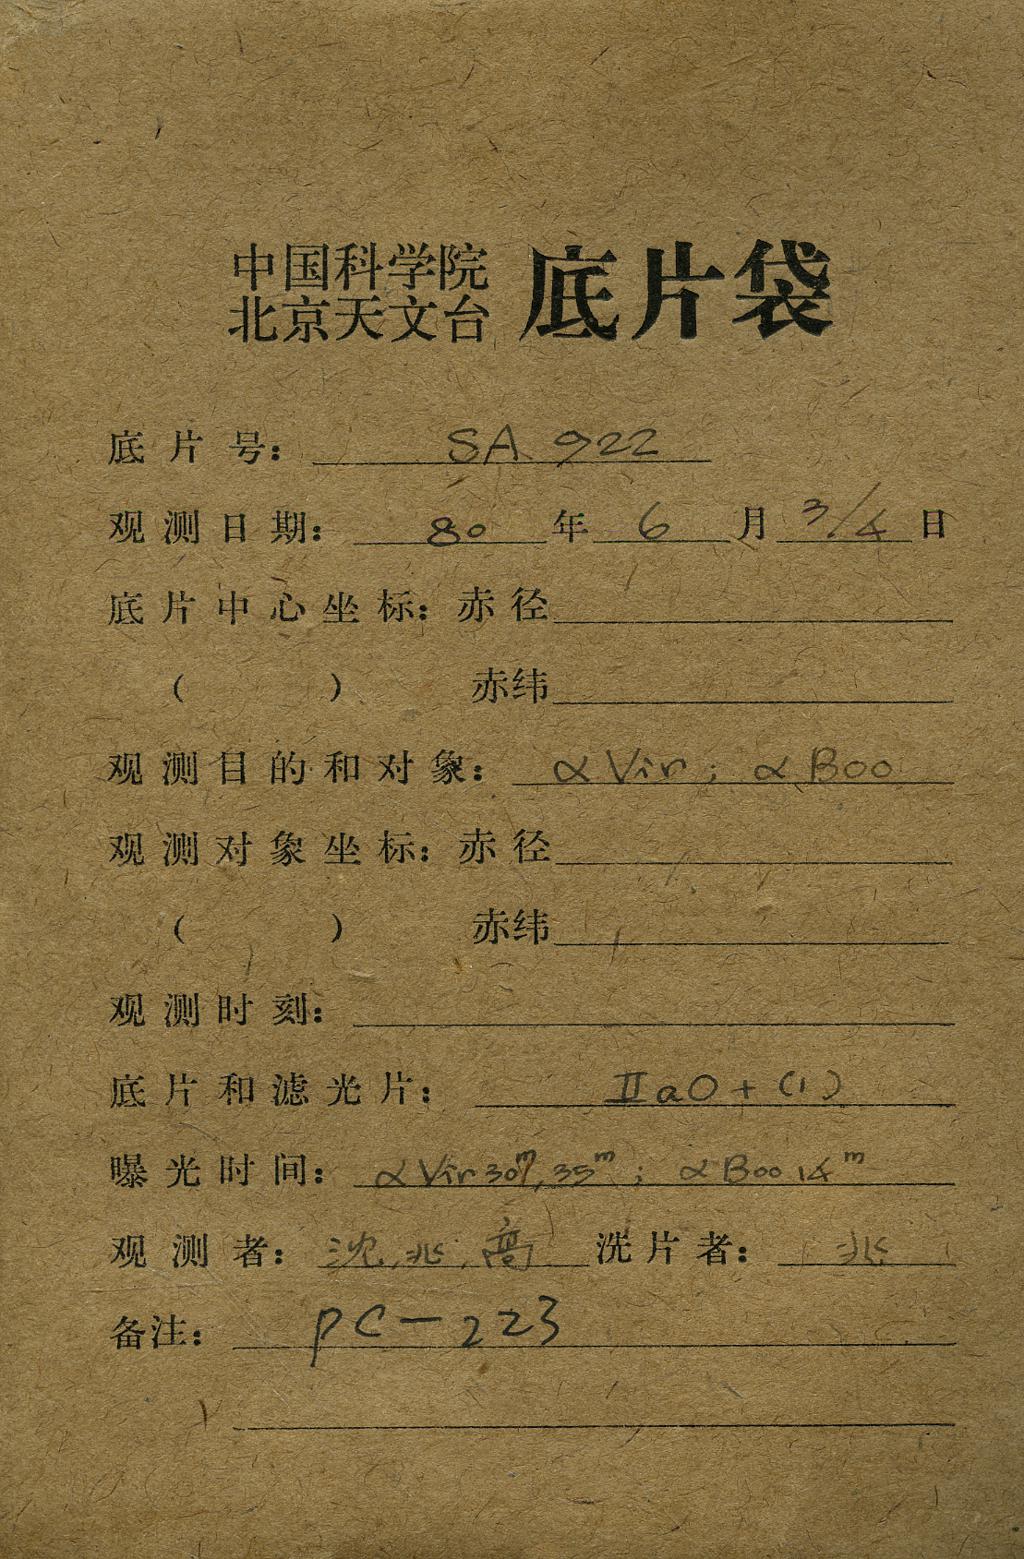 中国科学院
北京天文台 底片袋
底片号： SA 922
观测日期： 80 年 6 月 3/4 日
底片中心坐标：赤径
（ ） 赤纬
观测目的和对象： α Vir ; α Boo
观测对象坐标：赤径
（ ） 赤纬
观测时刻：
底片和滤光片： ⅡaO + (1)
曝光时间： α Vir 30m, 35m ; α Boo 14m
观测者： 沈, 兆, 高 洗片者： 兆
备注： PC-223